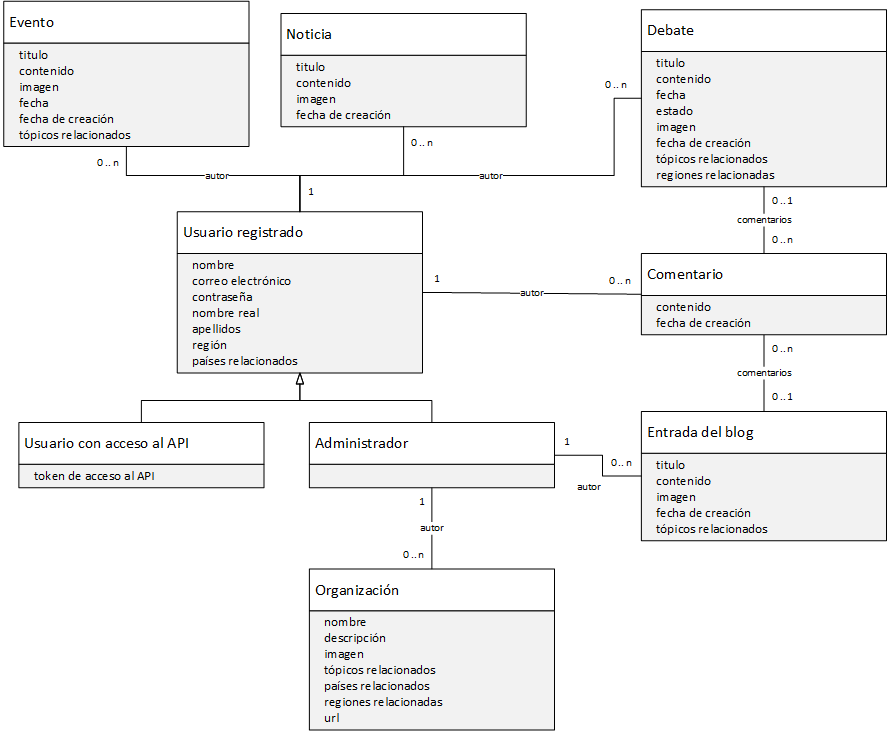 Evento
titulo
contenido
imagen
fecha
fecha de creación
tópicos relacionados
Noticia
titulo
contenido
imagen
fecha de creación
Debate
titulo
contenido
fecha
estado
imagen
fecha de creación
tópicos relacionados
regiones relacionadas
0..n
0..n
0..n
autor
autor
1
0..1
comentarios
0..n
Usuario registrado
nombre
correo electrónico
contraseña
nombre real
apellidos
región
países relacionados
1
autor
0..n
Comentario
contenido
fecha de creación
0..n
comentarios
0..1
Usuario con acceso al API
token de acceso al API
Administrador
1
0..n
autor
Entrada del blog
titulo
contenido
imagen
fecha de creación
tópicos relacionados
1
autor
0..n
Organización
nombre
descripción
imagen
tópicos relacionados
países relacionados
regiones relacionadas
url